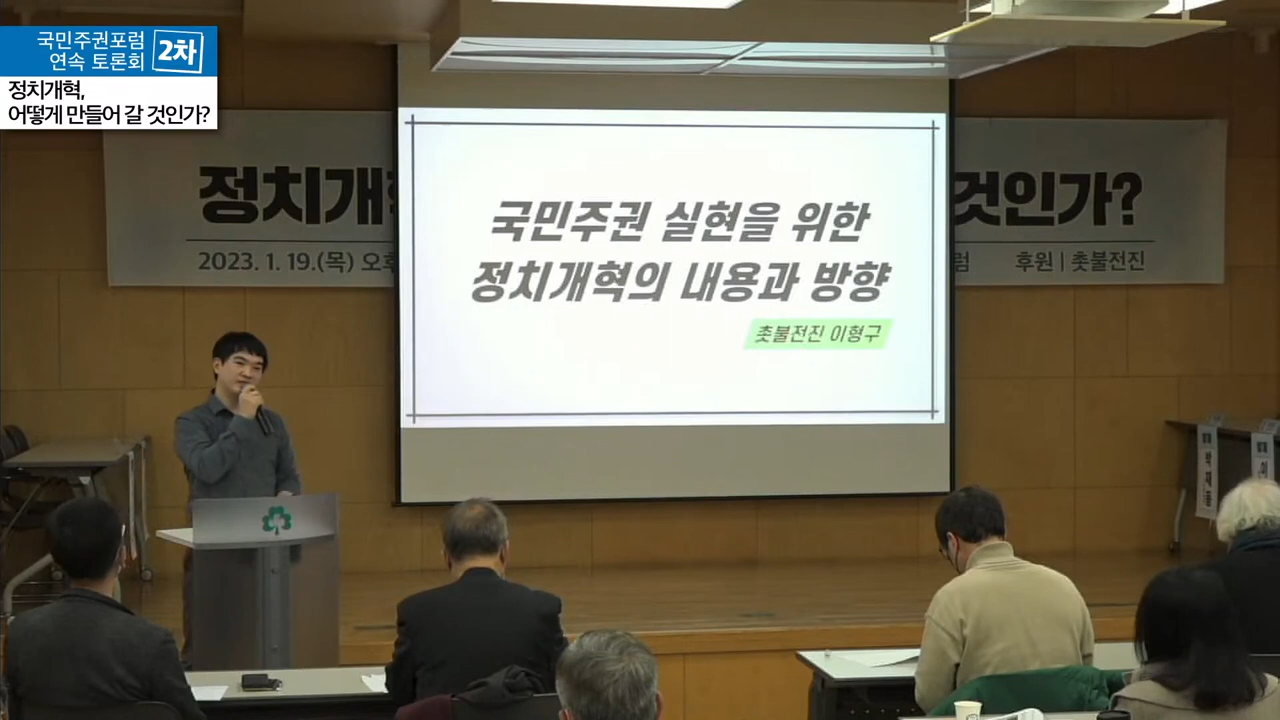 국민주권포럼
연속 토론회
2차
정치개혁,
어떻게 만들어 갈 것인가?
정치개혁 것인가?
2023. 1. 19.(목) 오후
후원 | 촛불전진
국민주권 실현을 위한
정치개혁의 내용과 방향
촛불전진 이형구